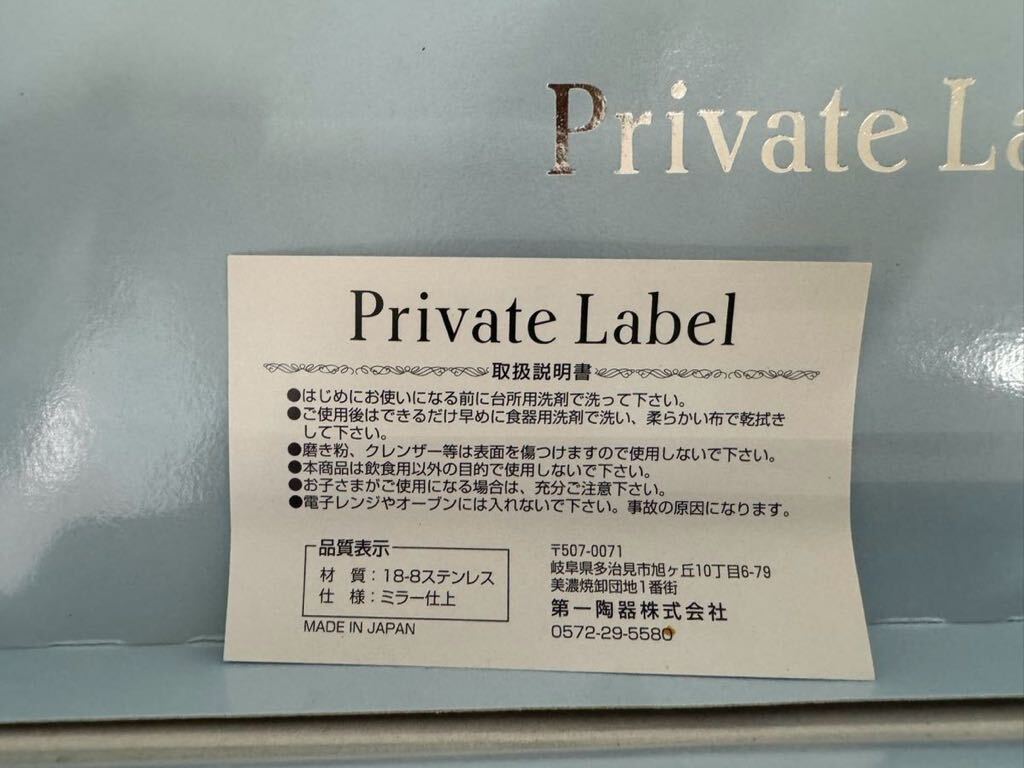 Private La
Private Label
取扱説明書
●はじめにお使いになる前に台所用洗剤で洗って下さい。
●ご使用後はできるだけ早めに食器用洗剤で洗い、柔らかい布で乾拭き
して下さい。
●磨き粉、クレンザー等は表面を傷つけますので使用しないで下さい。
●本商品は飲食用以外の目的で使用しないで下さい。
●お子さまがご使用になる場合は、充分ご注意下さい。
●電子レンジやオーブンには入れないで下さい。事故の原因になります。
品質表示
材 質：18-8ステンレス
仕 様：ミラー仕上
MADE IN JAPAN
〒507-0071
岐阜県多治見市旭ヶ丘10丁目6-79
美濃焼卸団地1番街
第一陶器株式会社
0572-29-5580